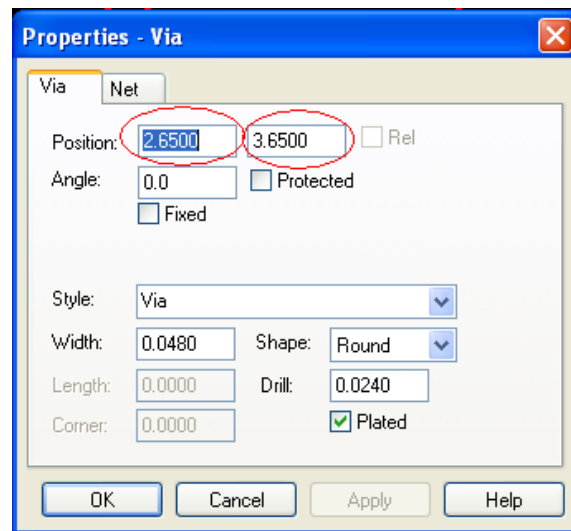 Properties - Via
Via Net
Position: 2.6500 3.6500 Rel
Angle: 0.0 Protected
Fixed
Style: Via
Width: 0.0480 Shape: Round
Length: 0.0000 Drill: 0.0240
Corner: 0.0000 Plated
OK Cancel Apply Help